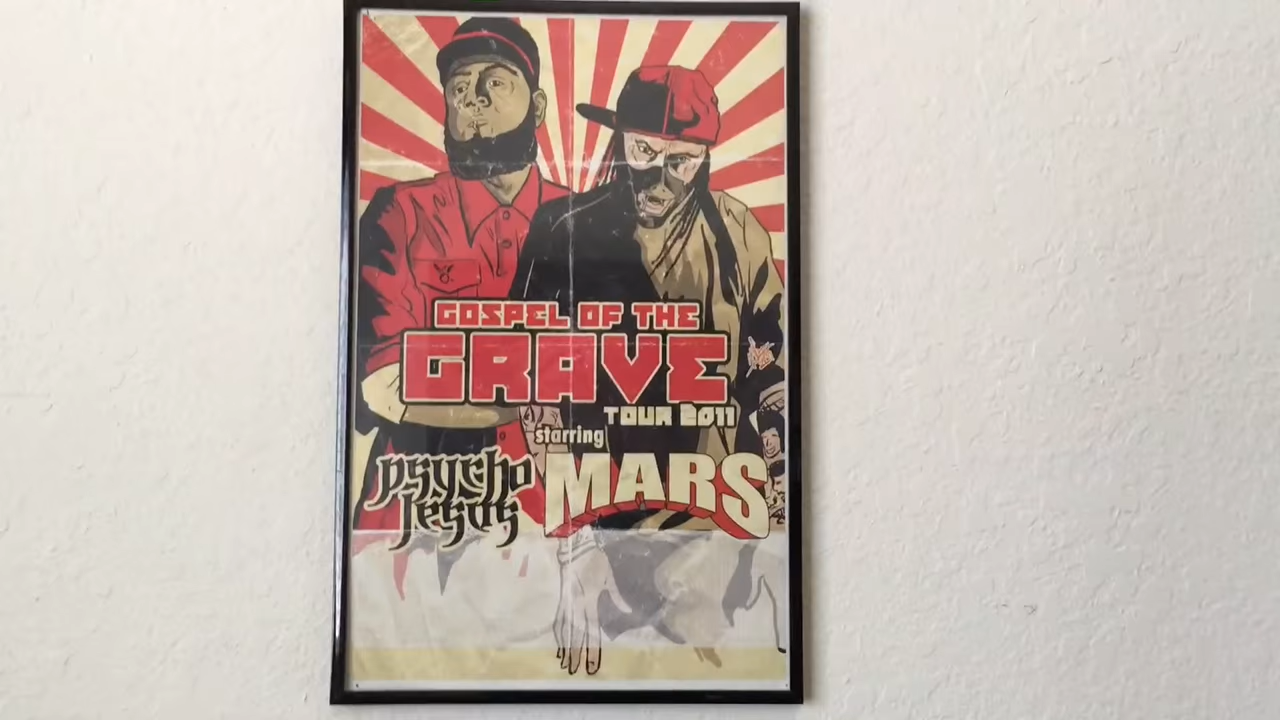 GOSPEL OF THE
GRAVE
TOUR 2011
starring
psycho
Jesus
MARS